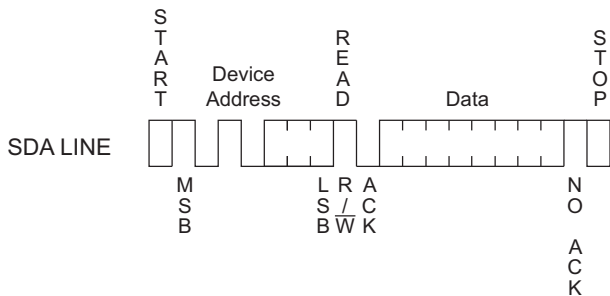 START
Device
Address
READ
Data
STOP
SDA LINE
MSB
LSB
R/W
ACK
NO ACK